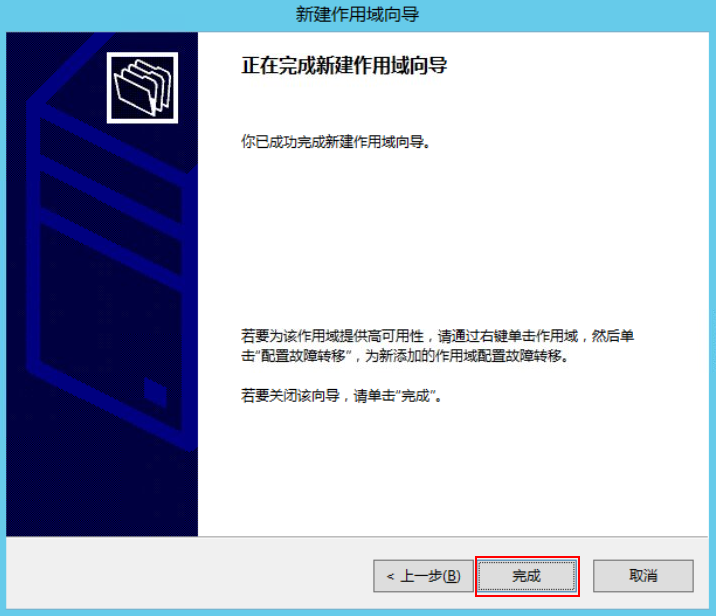 新建作用域向导
正在完成新建作用域向导
你已成功完成新建作用域向导。
若要为该作用域提供高可用性，请通过右键单击作用域，然后单
击"配置故障转移"，为新添加的作用域配置故障转移。
若要关闭该向导，请单击"完成"。
< 上一步(B)
完成
取消